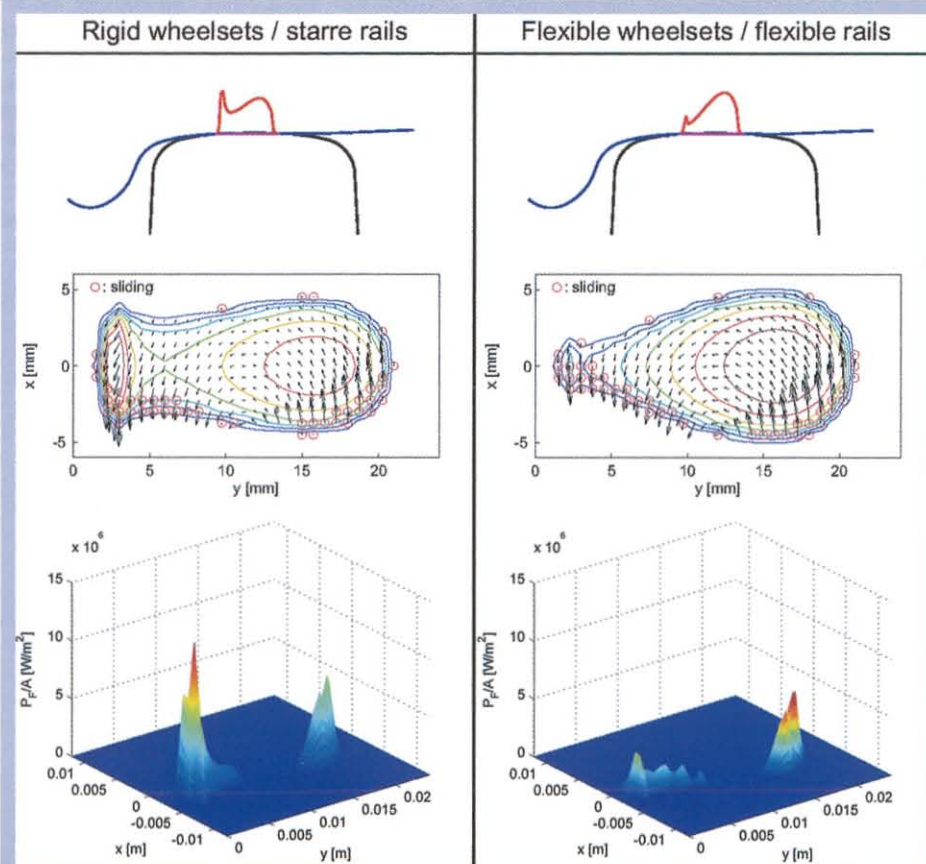 Rigid wheelsets / starre rails
Flexible wheelsets / flexible rails
○: sliding
5
0
-5
x [mm]
0 5 10 15 20
y [mm]
○: sliding
5
0
-5
x [mm]
0 5 10 15 20
y [mm]
x 10⁶
15
10
5
0
P_F/A [W/m²]
0.01
0.005
0
-0.005
-0.01
x [m]
0
0.005
0.01
0.015
0.02
y [m]
x 10⁶
15
10
5
0
P_F/A [W/m²]
0.01
0.005
0
-0.005
-0.01
x [m]
0
0.005
0.01
0.015
0.02
y [m]